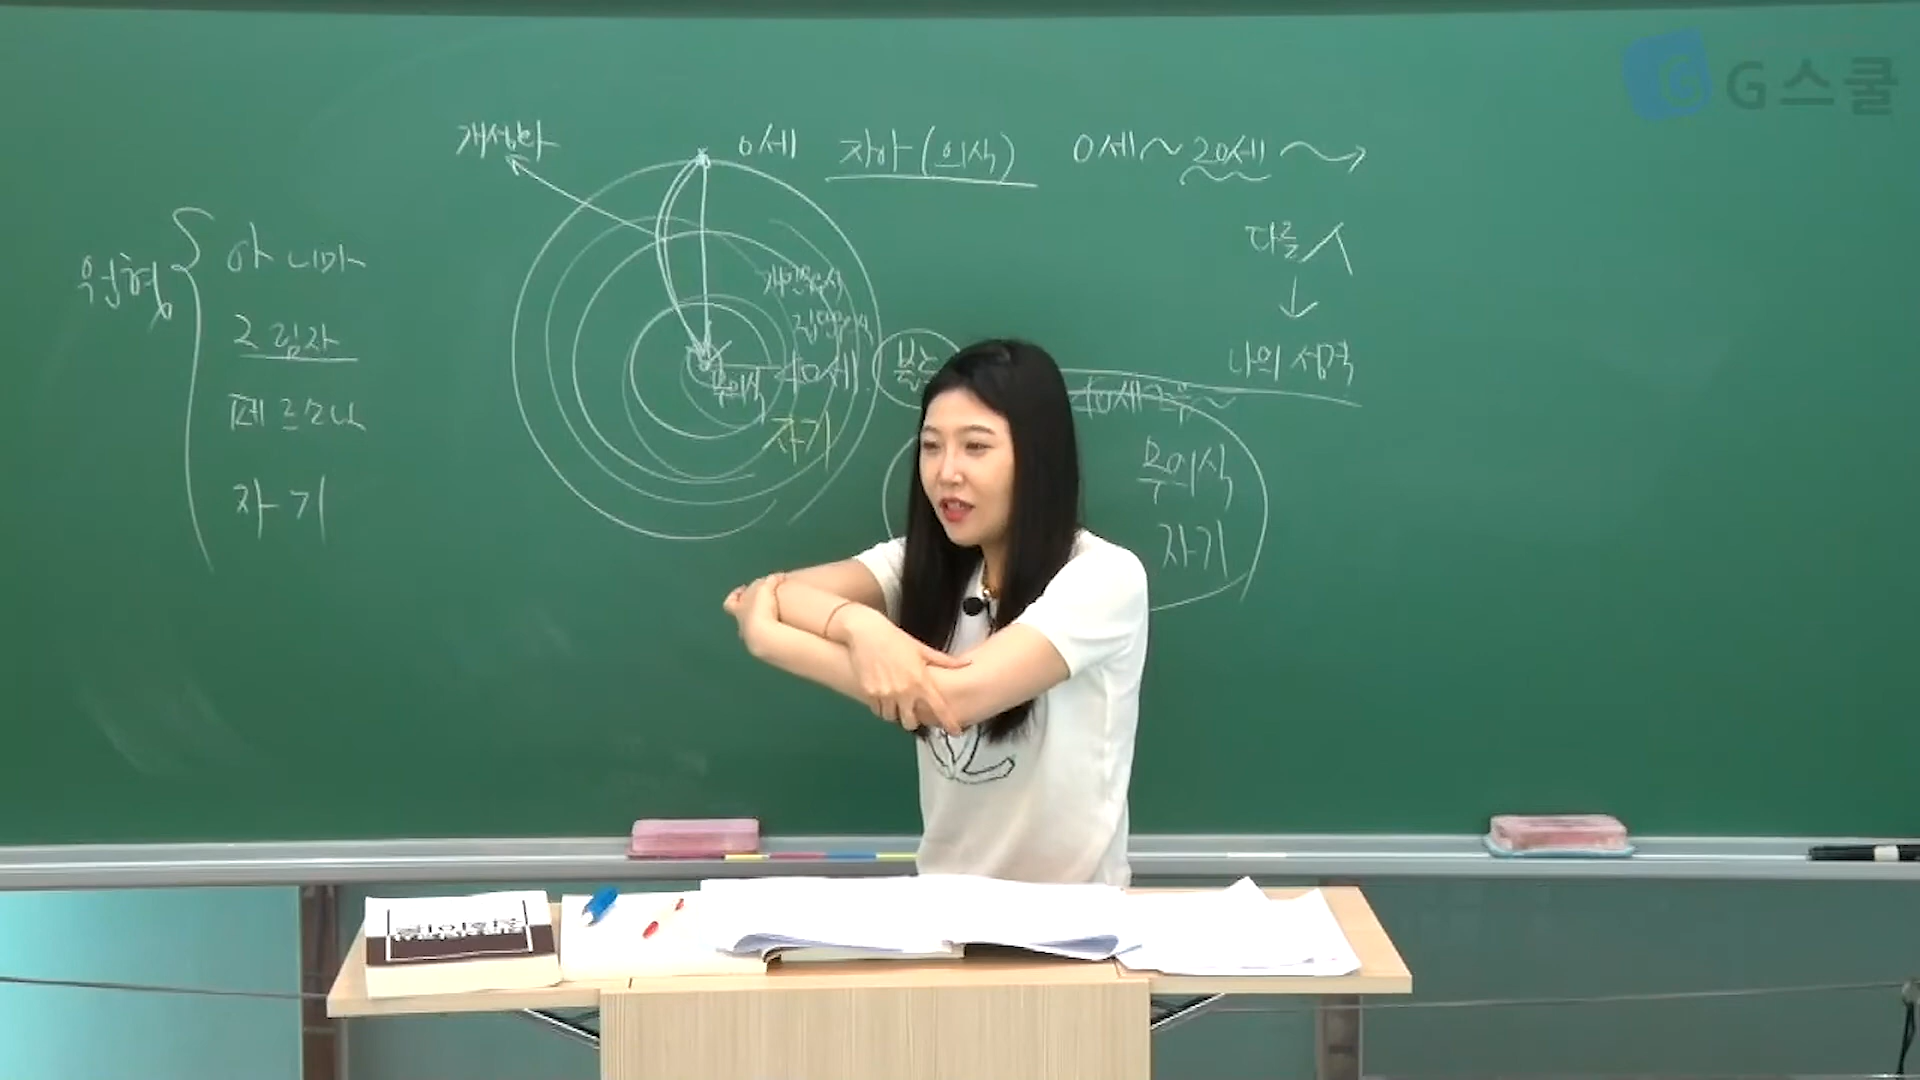 G스쿨
개성화
0세
자아(의식) 0세~20세
원형
아니마
그림자
페르소나
자기
개인무의식
집단무의식
무의식
40세
자기
다를
나의 성격
40세 이후~
무의식
자기